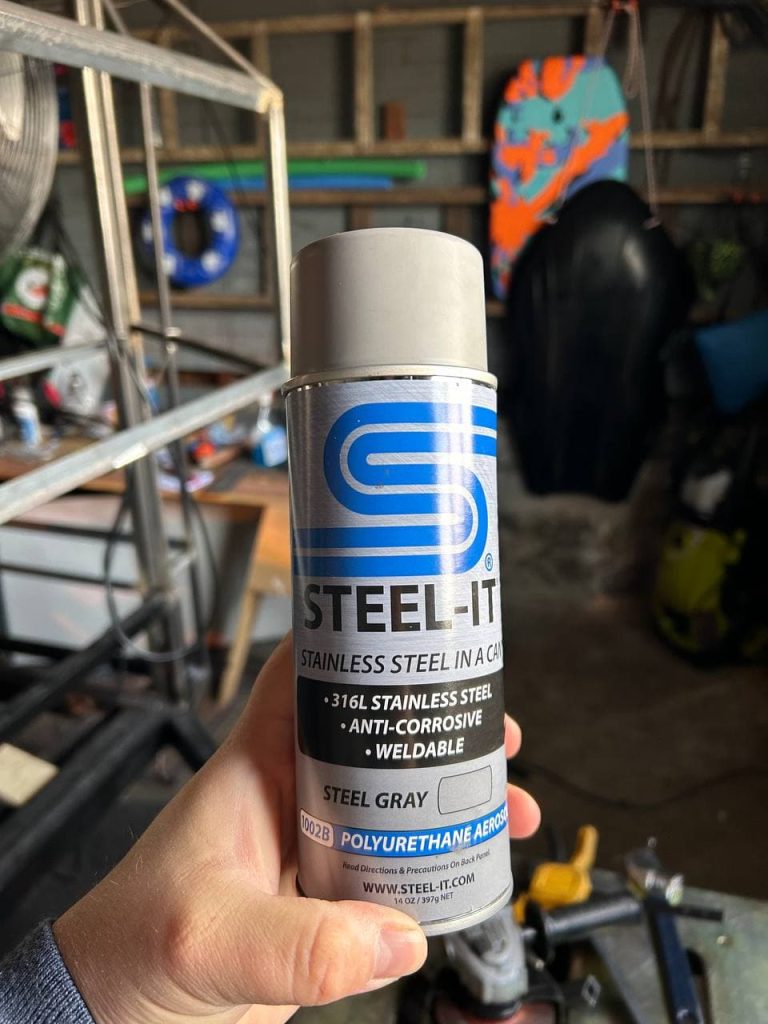 ®
STEEL-IT
STAINLESS STEEL IN A CAN
• 316L STAINLESS STEEL
• ANTI-CORROSIVE
• WELDABLE
STEEL GRAY
1002B POLYURETHANE AEROSO
Read Directions & Precautions On Back Panel
WWW.STEEL-IT.COM
14 OZ / 397g NET